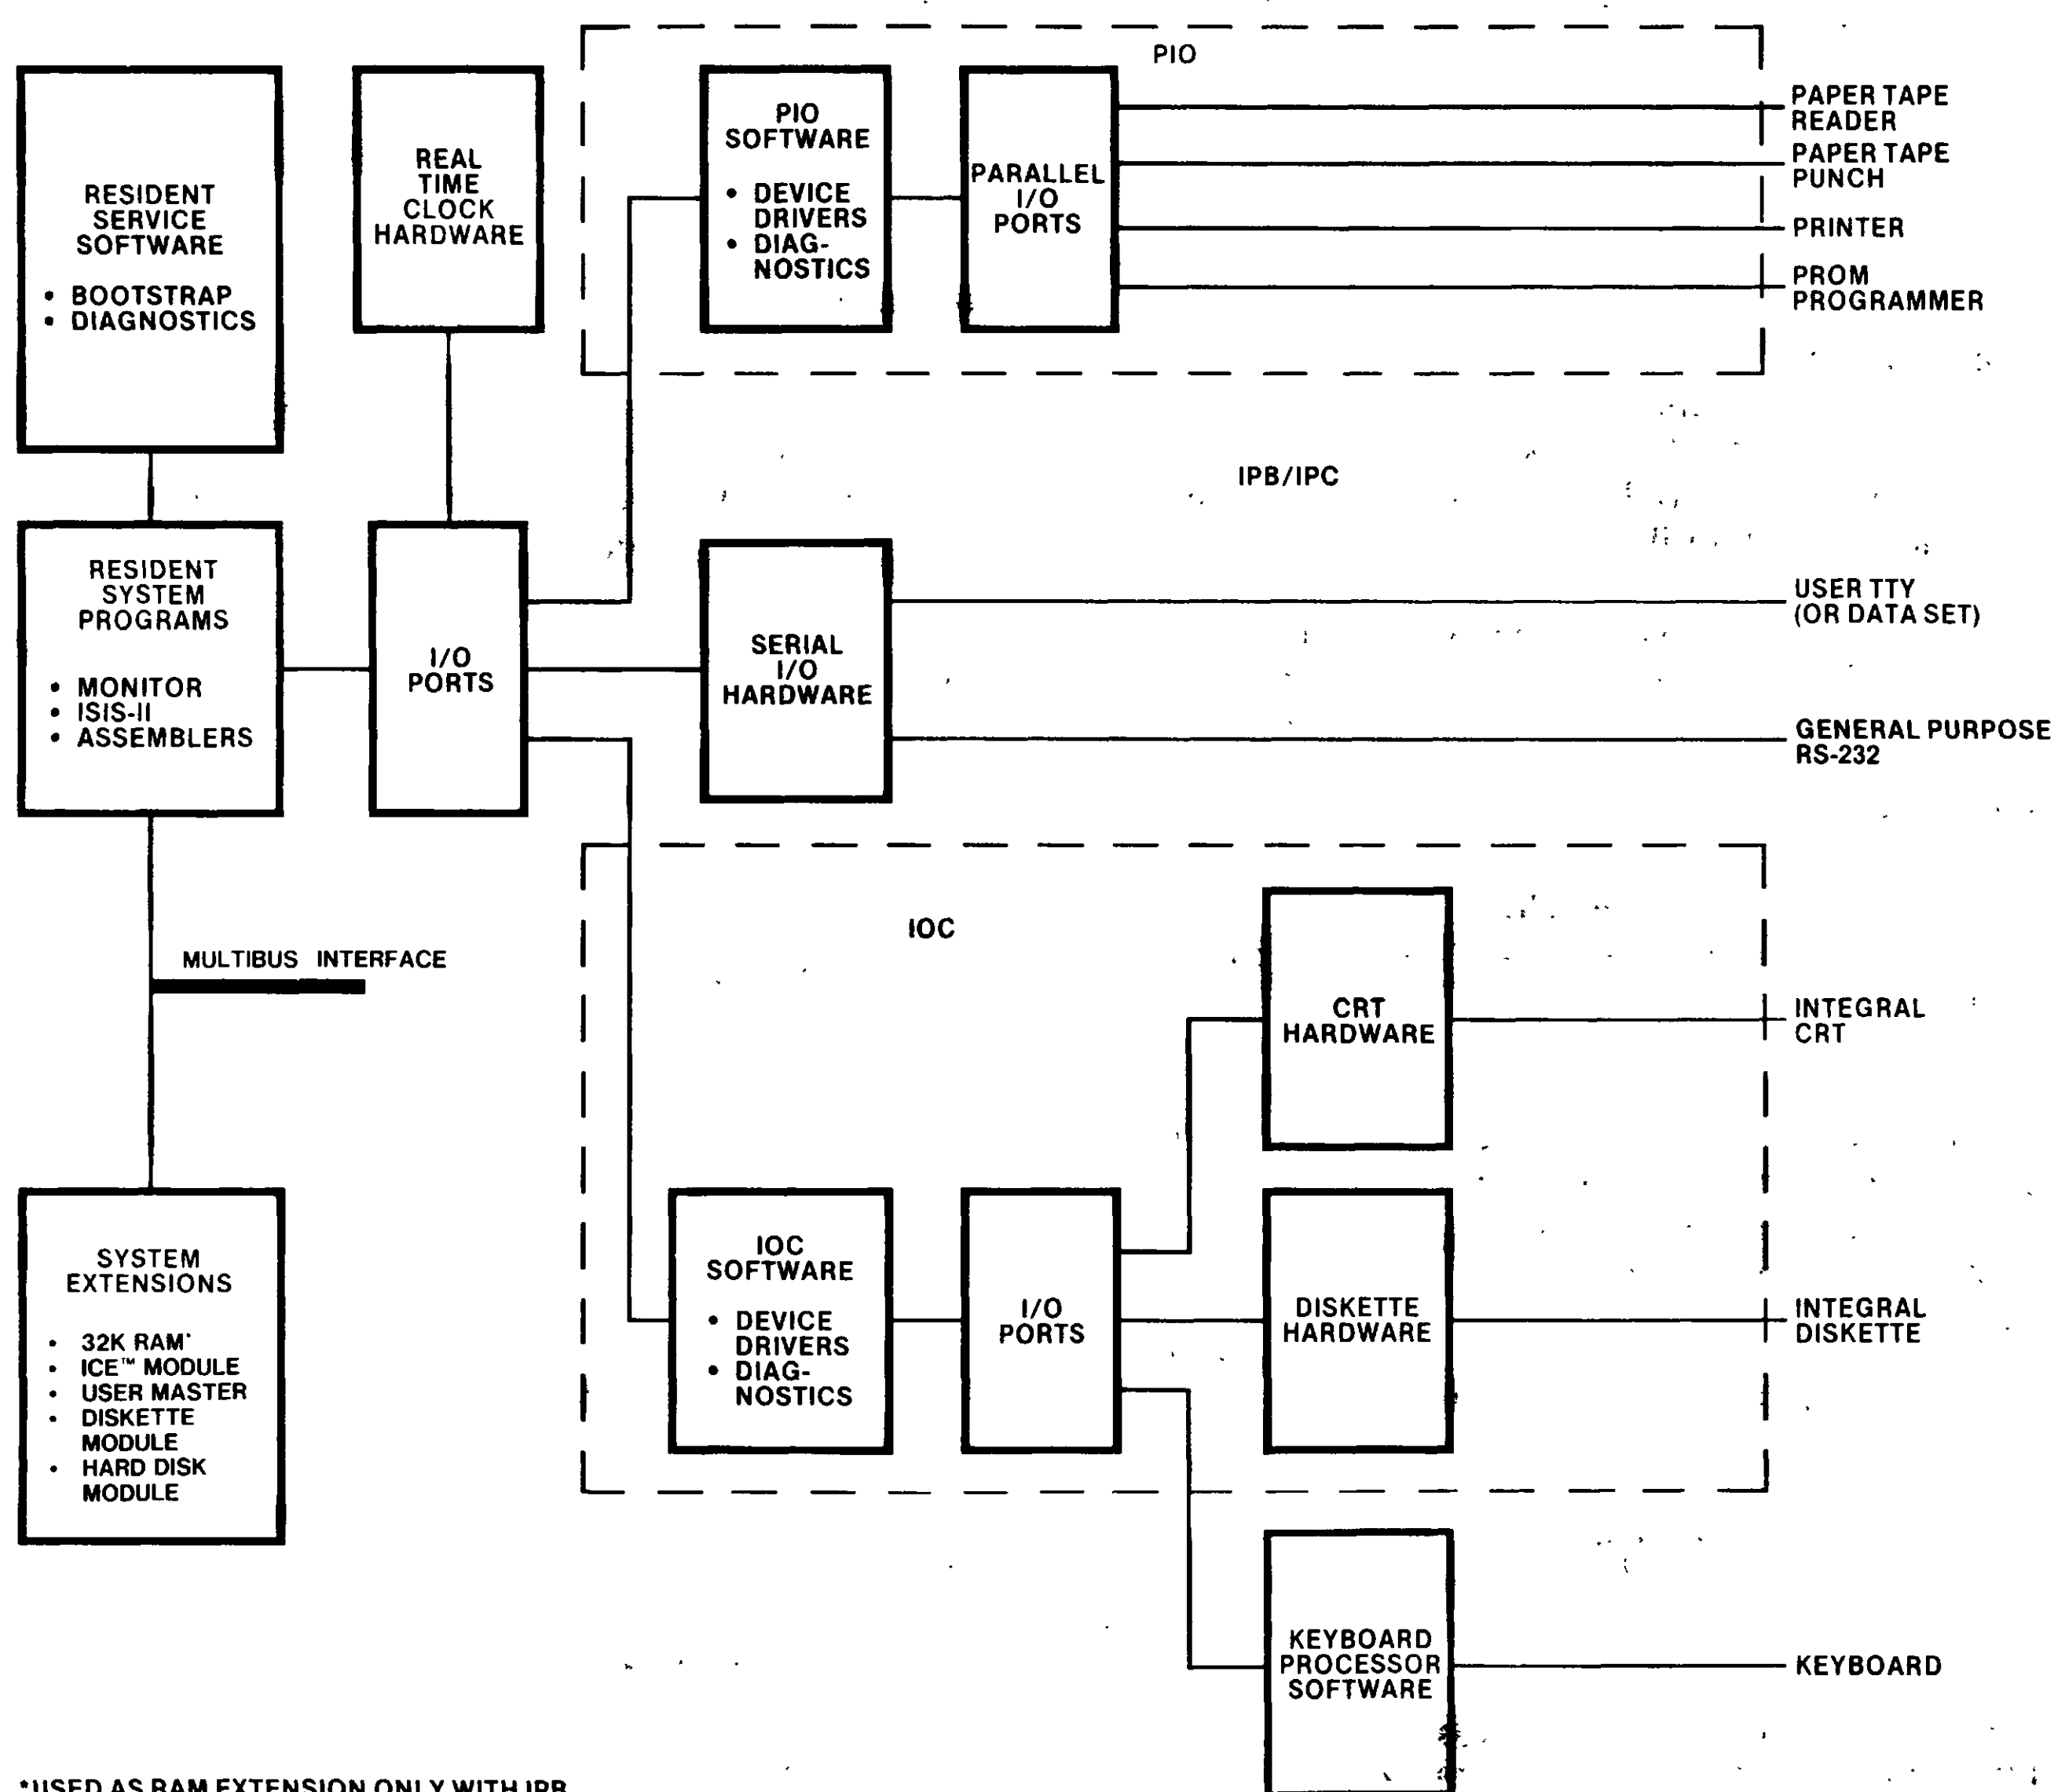 PIO
RESIDENT
SERVICE
SOFTWARE
• BOOTSTRAP
• DIAGNOSTICS
REAL
TIME
CLOCK
HARDWARE
PIO
SOFTWARE
• DEVICE
DRIVERS
• DIAG-
NOSTICS
PARALLEL
I/O
PORTS
PAPER TAPE
READER
PAPER TAPE
PUNCH
PRINTER
PROM
PROGRAMMER
IPB/IPC
RESIDENT
SYSTEM
PROGRAMS
• MONITOR
• ISIS-II
• ASSEMBLERS
I/O
PORTS
SERIAL
I/O
HARDWARE
USER TTY
(OR DATA SET)
GENERAL PURPOSE
RS-232
MULTIBUS INTERFACE
IOC
CRT
HARDWARE
INTEGRAL
CRT
SYSTEM
EXTENSIONS
• 32K RAM*
• ICE™ MODULE
• USER MASTER
• DISKETTE
MODULE
• HARD DISK
MODULE
IOC
SOFTWARE
• DEVICE
DRIVERS
• DIAG-
NOSTICS
I/O
PORTS
DISKETTE
HARDWARE
INTEGRAL
DISKETTE
KEYBOARD
PROCESSOR
SOFTWARE
KEYBOARD
*USED AS RAM EXTENSION ONLY WITH IPB